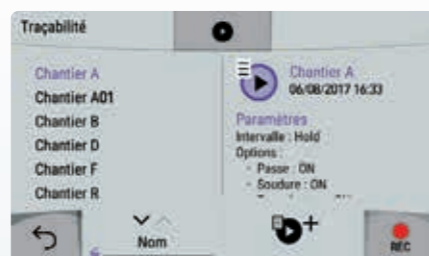 Traçabilité
Chantier A
Chantier A01
Chantier B
Chantier D
Chantier F
Chantier R
Chantier A
06/08/2017 16:33
Paramètres
Intervalle : Hold
Options :
- Passe : ON
- Soudure : ON
Nom
REC